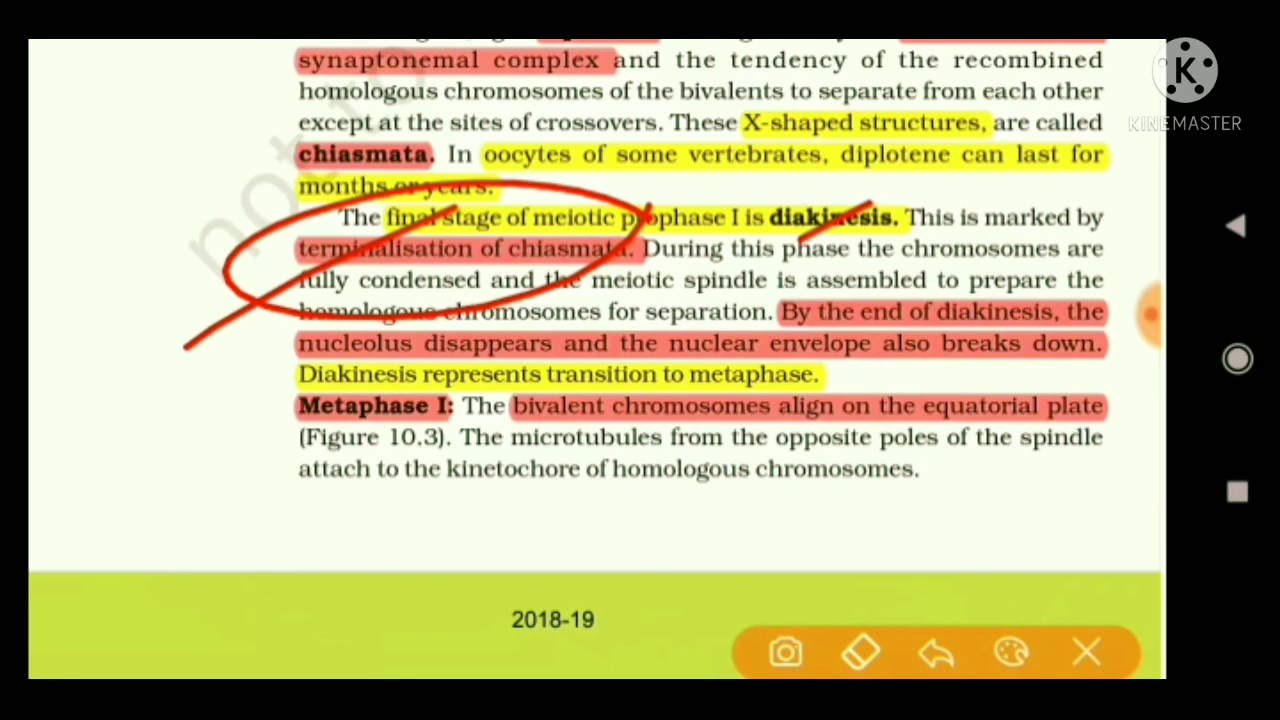 synaptonemal complex and the tendency of the recombined
homologous chromosomes of the bivalents to separate from each other
except at the sites of crossovers. These X-shaped structures, are called
chiasmata. In oocytes of some vertebrates, diplotene can last for
months or years.
The final stage of meiotic prophase I is diakinesis. This is marked by
terminalisation of chiasmata. During this phase the chromosomes are
fully condensed and the meiotic spindle is assembled to prepare the
homologous chromosomes for separation. By the end of diakinesis, the
nucleolus disappears and the nuclear envelope also breaks down.
Diakinesis represents transition to metaphase.
Metaphase I: The bivalent chromosomes align on the equatorial plate
(Figure 10.3). The microtubules from the opposite poles of the spindle
attach to the kinetochore of homologous chromosomes.
2018-19
K
KINEMASTER